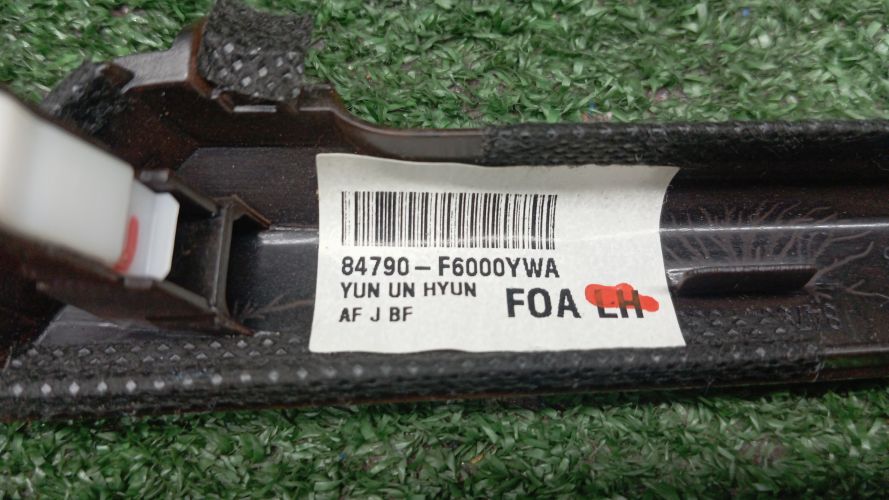 84790-F6000YWA
YUN UN HYUN
AF J BF
FOA LH